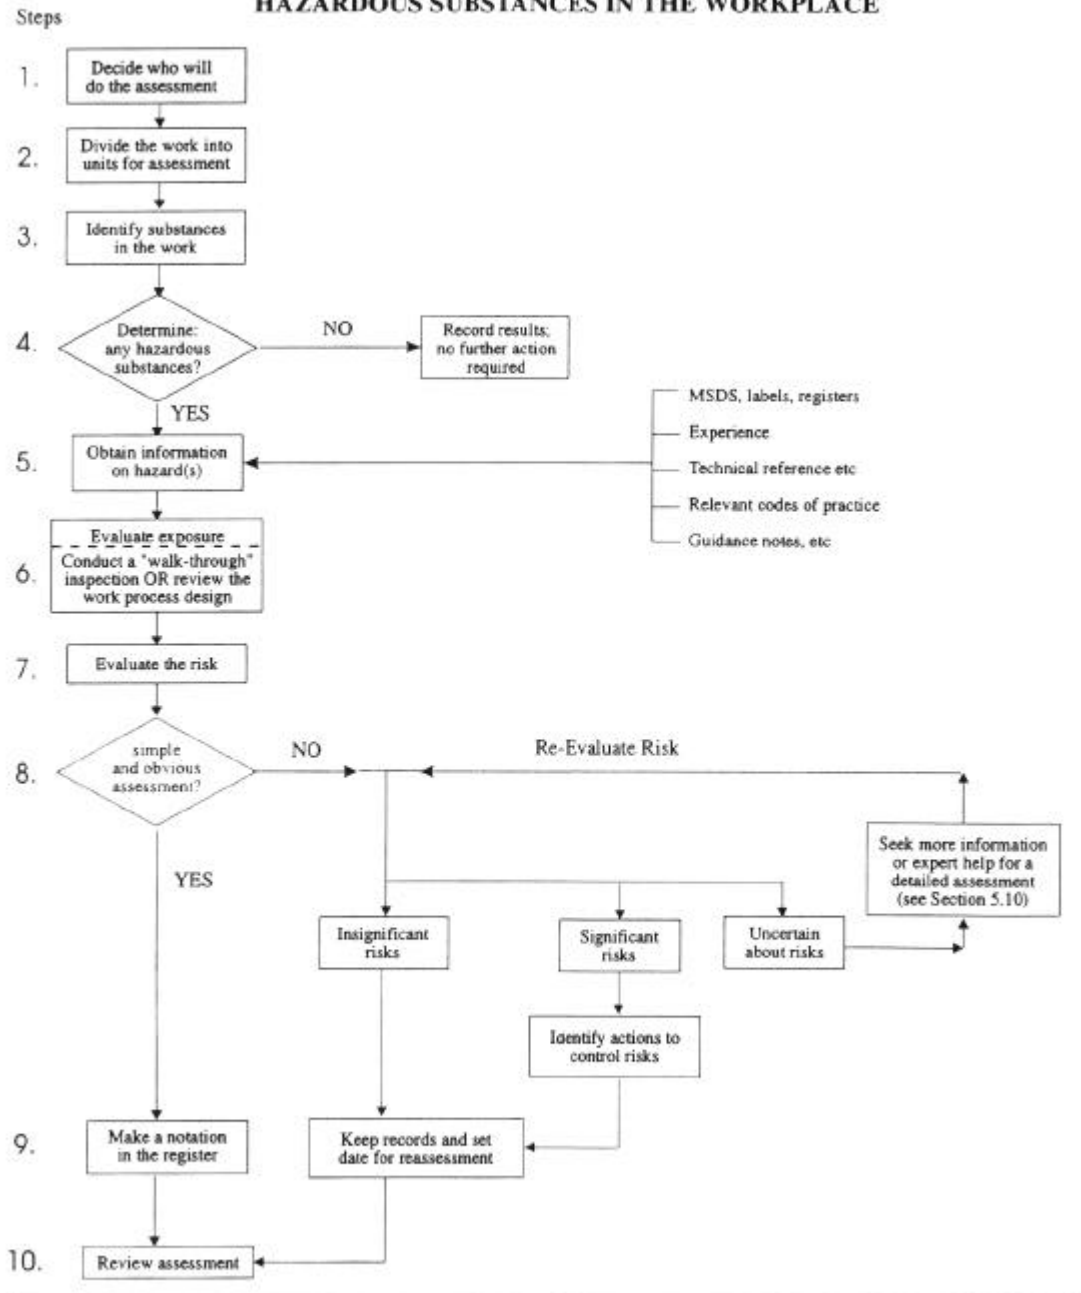 HAZARDOUS SUBSTANCES IN THE WORKPLACE
Steps
1.
Decide who will
do the assessment
2.
Divide the work into
units for assessment
3.
Identify substances
in the work
4.
Determine:
any hazardous
substances?
NO
Record results;
no further action
required
YES
MSDS, labels, registers
Experience
Technical reference etc
Relevant codes of practice
Guidance notes, etc
5.
Obtain information
on hazard(s)
6.
Evaluate exposure
Conduct a "walk-through"
inspection OR review the
work process design
7.
Evaluate the risk
8.
simple
and obvious
assessment?
NO
Re-Evaluate Risk
YES
Seek more information
or expert help for a
detailed assessment
(see Section 5.10)
Insignificant
risks
Significant
risks
Uncertain
about risks
Identify actions to
control risks
9.
Make a notation
in the register
Keep records and set
date for reassessment
10.
Review assessment